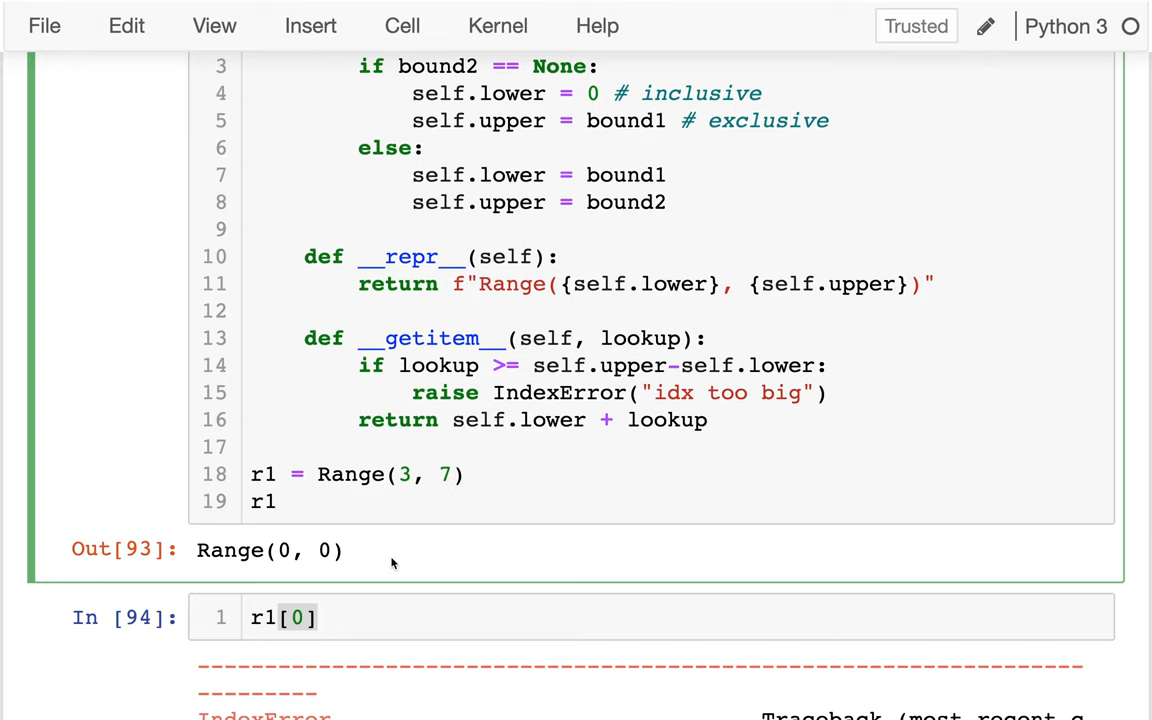 File Edit View Insert Cell Kernel Help Trusted Python 3
3 if bound2 == None:
4 self.lower = 0 # inclusive
5 self.upper = bound1 # exclusive
6 else:
7 self.lower = bound1
8 self.upper = bound2
9
10 def __repr__(self):
11 return f"Range({self.lower}, {self.upper})"
12
13 def __getitem__(self, lookup):
14 if lookup >= self.upper-self.lower:
15 raise IndexError("idx too big")
16 return self.lower + lookup
17
18 r1 = Range(3, 7)
19 r1
Out[93]: Range(0, 0)
In [94]: 1 r1[0]
------------------------------------------------------------------
---------
IndexError Traceback (most recent c